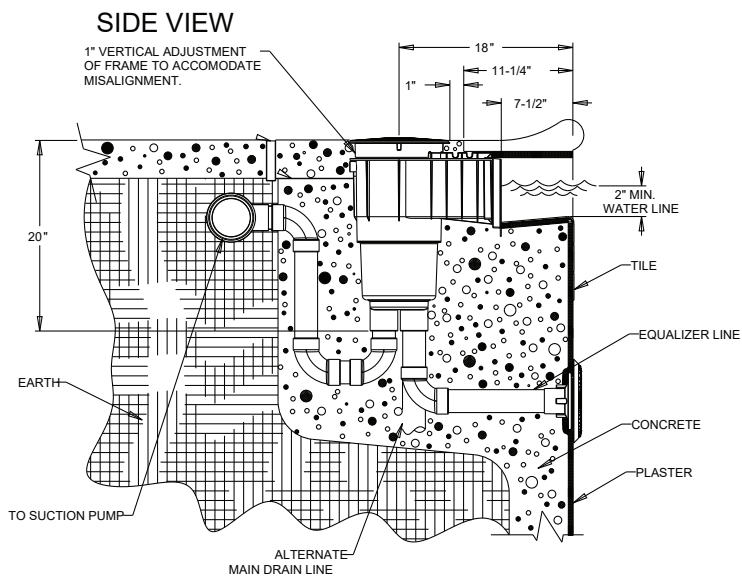 SIDE VIEW
1" VERTICAL ADJUSTMENT
OF FRAME TO ACCOMODATE
MISALIGNMENT.
18"
11-1/4"
1"
7-1/2"
2" MIN.
WATER LINE
20"
TILE
EQUALIZER LINE
EARTH
CONCRETE
PLASTER
TO SUCTION PUMP
ALTERNATE
MAIN DRAIN LINE